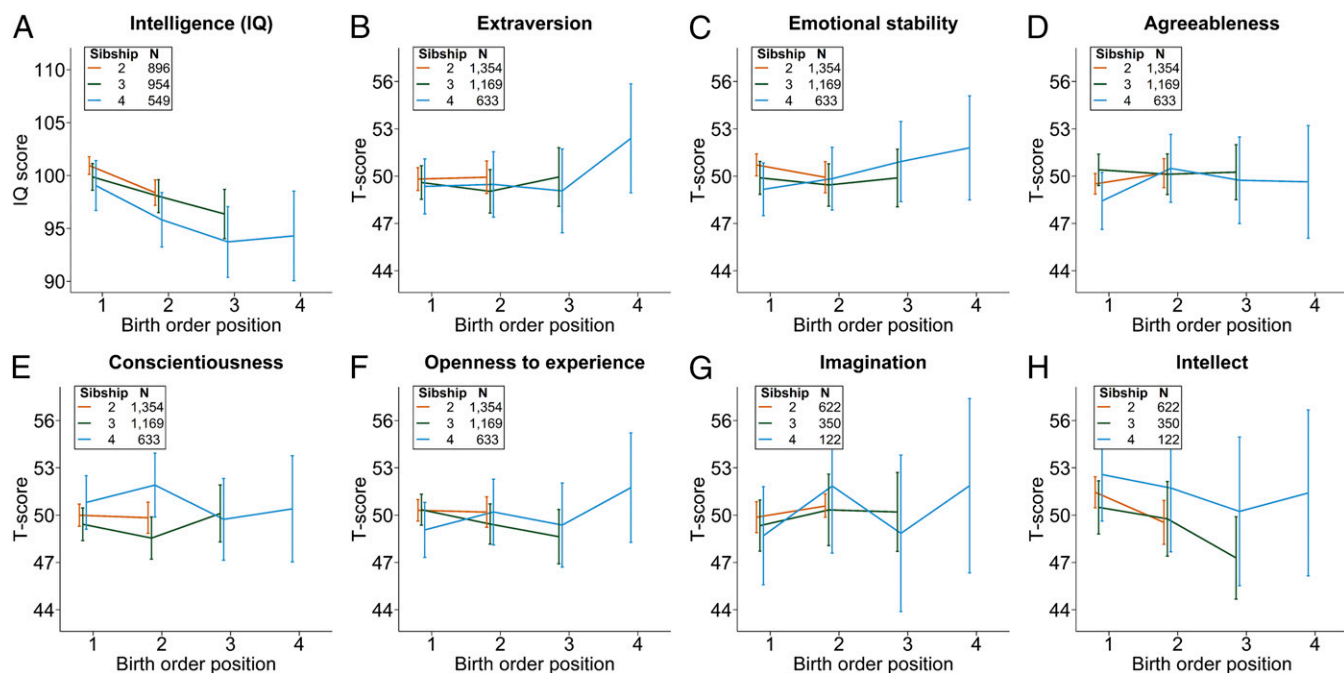 A Intelligence (IQ)
Sibship N
2 896
3 954
4 549
IQ score
110
105
100
95
90
1 2 3 4
Birth order position
B Extraversion
Sibship N
2 1,354
3 1,169
4 633
T-score
56
53
50
47
44
1 2 3 4
Birth order position
C Emotional stability
Sibship N
2 1,354
3 1,169
4 633
T-score
56
53
50
47
44
1 2 3 4
Birth order position
D Agreeableness
Sibship N
2 1,354
3 1,169
4 633
T-score
56
53
50
47
44
1 2 3 4
Birth order position
E Conscientiousness
Sibship N
2 1,354
3 1,169
4 633
T-score
56
53
50
47
44
1 2 3 4
Birth order position
F Openness to experience
Sibship N
2 1,354
3 1,169
4 633
T-score
56
53
50
47
44
1 2 3 4
Birth order position
G Imagination
Sibship N
2 622
3 350
4 122
T-score
56
53
50
47
44
1 2 3 4
Birth order position
H Intellect
Sibship N
2 622
3 350
4 122
T-score
56
53
50
47
44
1 2 3 4
Birth order position